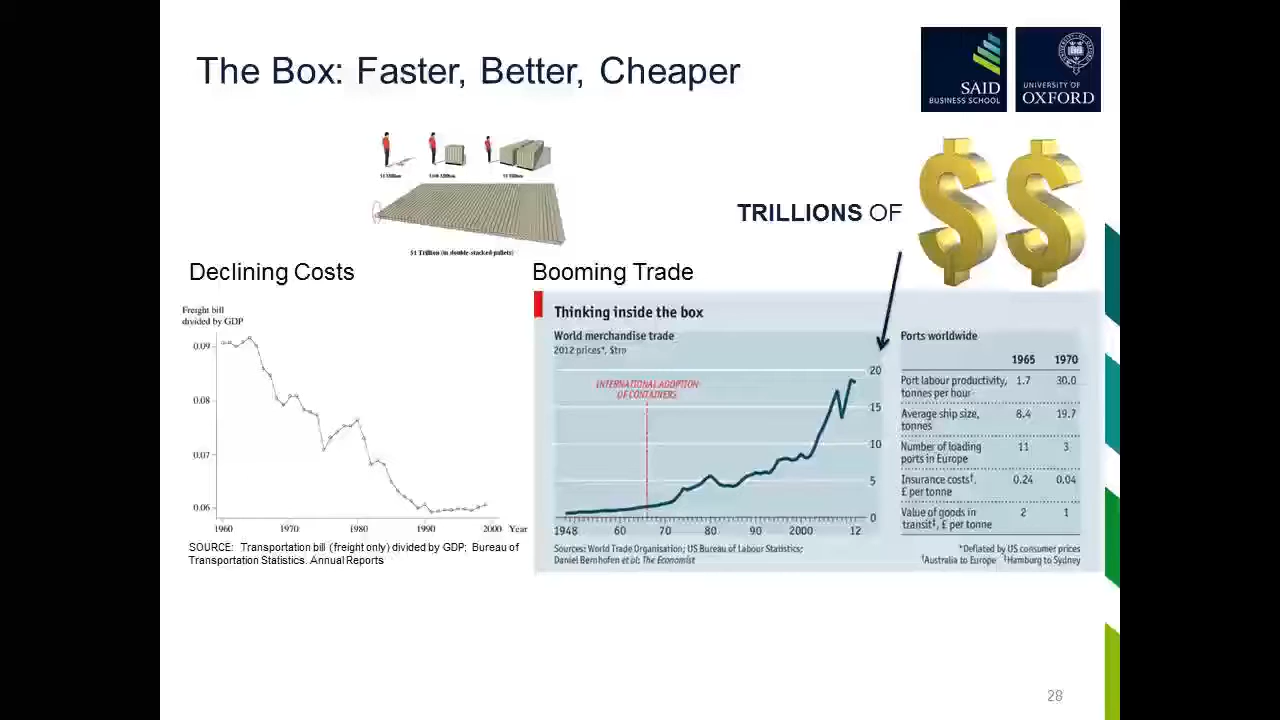 The Box: Faster, Better, Cheaper
SAID
BUSINESS SCHOOL
UNIVERSITY OF
OXFORD
$1 Trillion (in double-stacked pallets)
TRILLIONS OF
$$
Declining Costs
Freight bill
divided by GDP
0.09
0.08
0.07
0.06
1960 1970 1980 1990 2000 Year
SOURCE: Transportation bill (freight only) divided by GDP; Bureau of
Transportation Statistics. Annual Reports
Booming Trade
Thinking inside the box
World merchandise trade
2012 prices*, $trn
INTERNATIONAL ADOPTION
OF CONTAINERS
20
15
10
5
0
1948 60 70 80 90 2000 12
Ports worldwide
1965 1970
Port labour productivity, 1.7 30.0
tonnes per hour
Average ship size, 8.4 19.7
tonnes
Number of loading 11 3
ports in Europe
Insurance costs†, 0.24 0.04
£ per tonne
Value of goods in 2 1
transit‡, £ per tonne
Sources: World Trade Organisation; US Bureau of Labour Statistics;
Daniel Bernhofen et al; The Economist
*Deflated by US consumer prices
†Australia to Europe ‡Hamburg to Sydney
28